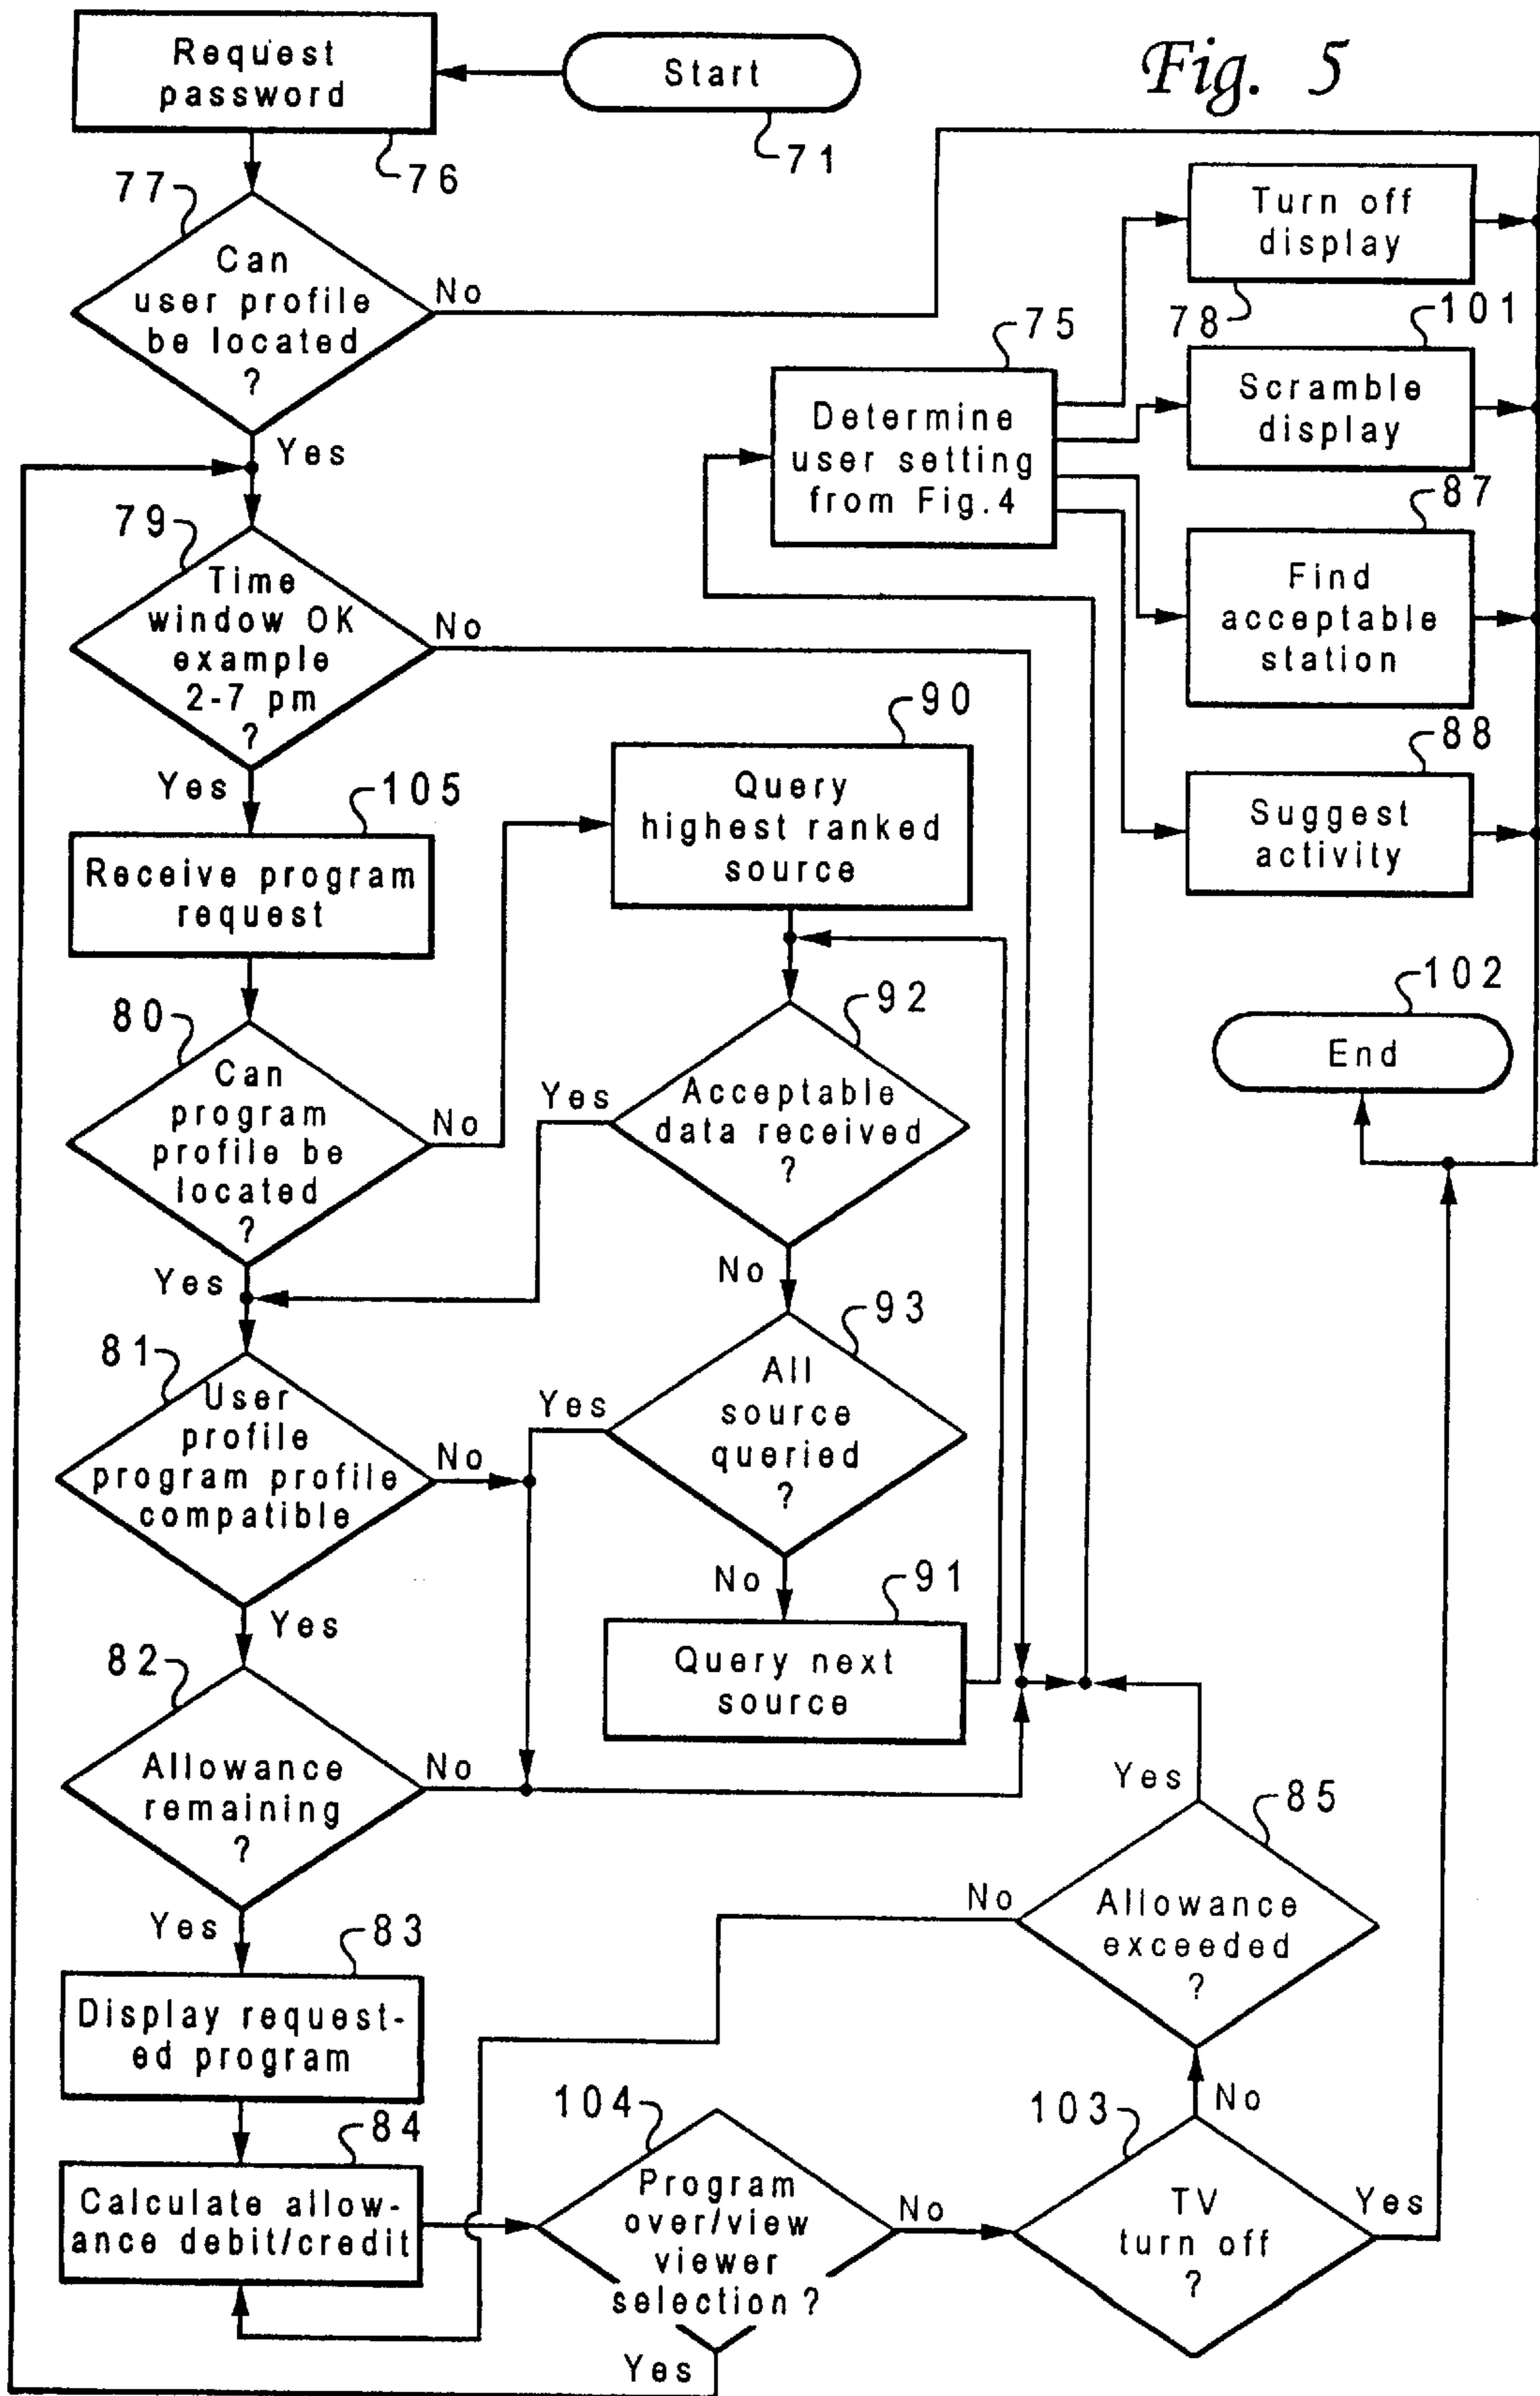 Fig. 5
Request
password
Start
76
71
77
Can
user profile
be located
?
No
Yes
Turn off
display
78
101
Scramble
display
75
Determine
user setting
from Fig.4
87
Find
acceptable
station
88
Suggest
activity
102
End
79
Time
window OK
example
2-7 pm
?
No
Yes
105
Receive program
request
90
Query
highest ranked
source
80
Can
program
profile be
located
?
No
Yes
92
Acceptable
data received
?
Yes
No
93
All
source
queried
?
Yes
No
91
Query next
source
81
User
profile
program profile
compatible
No
Yes
82
Allowance
remaining
?
No
Yes
83
Display request-
ed program
84
Calculate allow-
ance debit/credit
104
Program
over/view
viewer
selection ?
No
Yes
103
TV
turn off
?
Yes
No
85
Allowance
exceeded
?
Yes
No